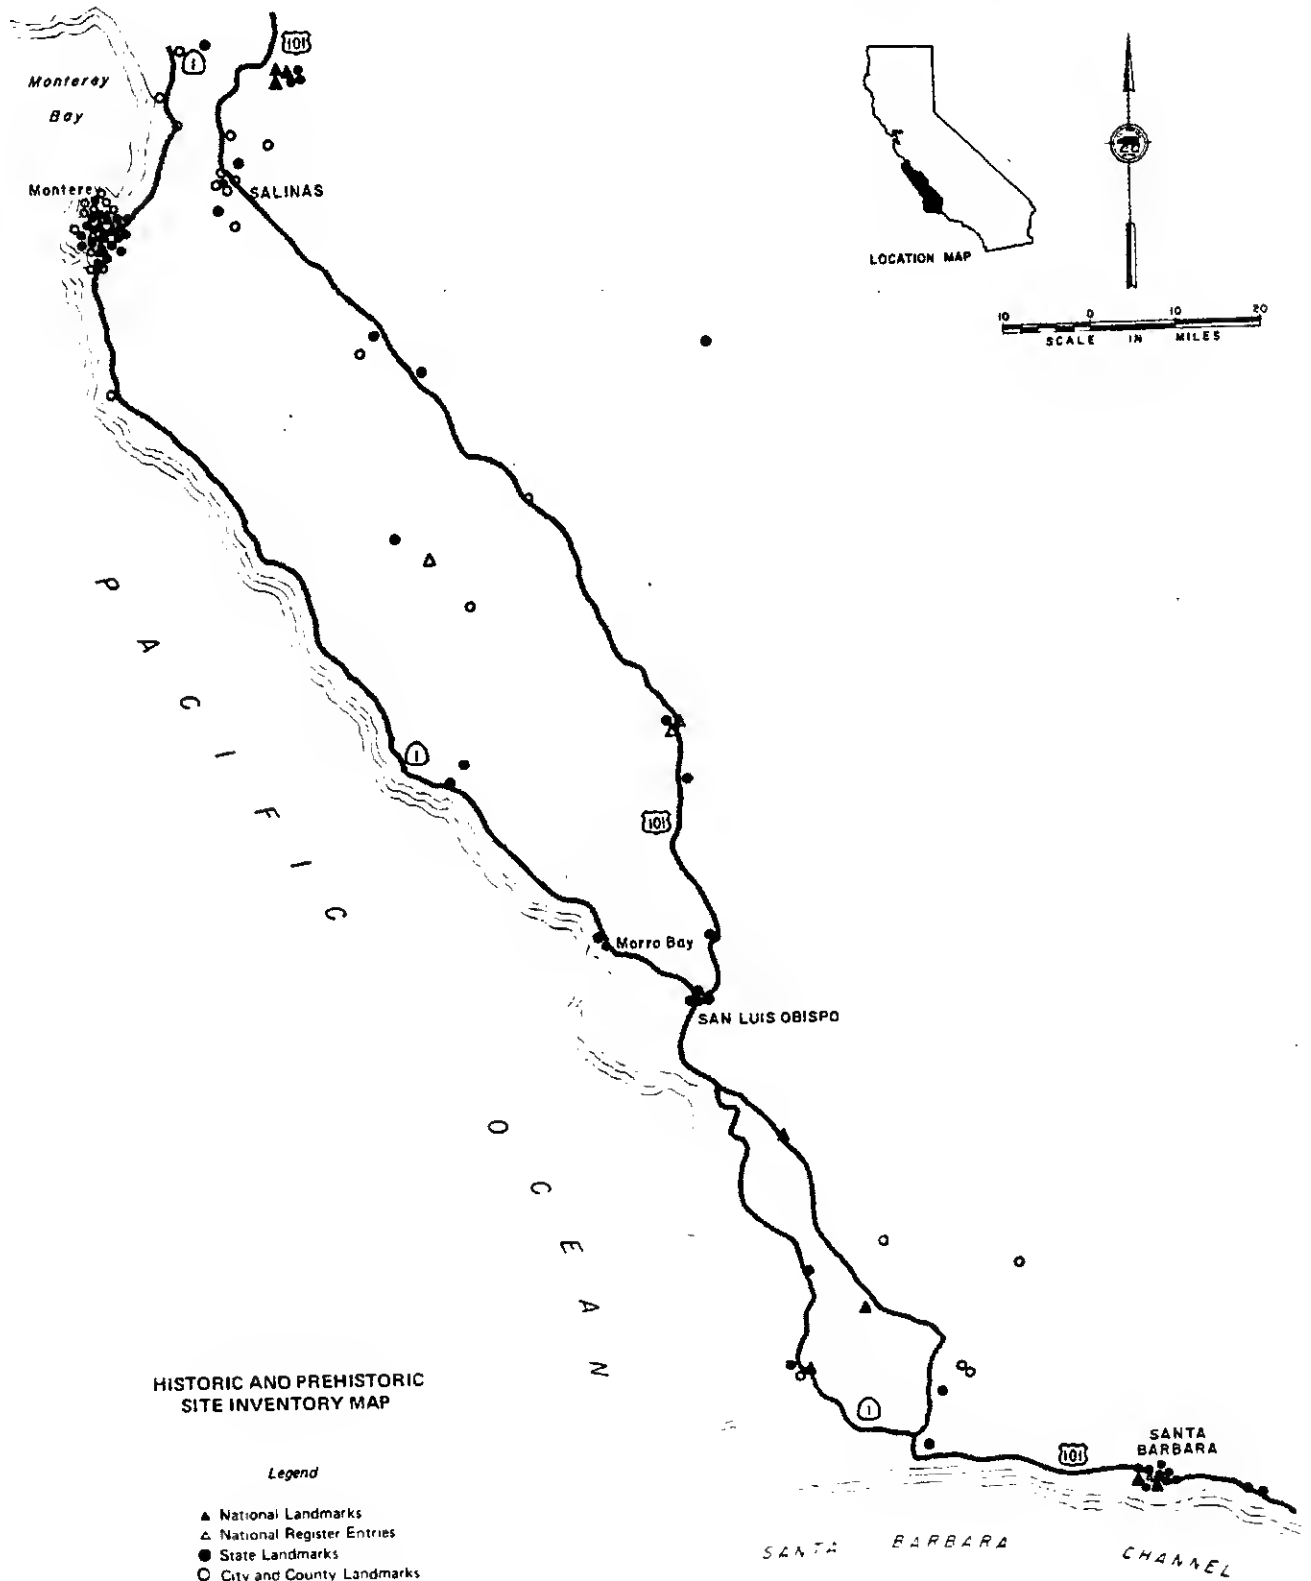 101
1
Monterey
Bay
Monterey
SALINAS
LOCATION MAP
10 0 10 20
SCALE IN MILES
PACIFIC
1
101
Morro Bay
SAN LUIS OBISPO
OCEAN
HISTORIC AND PREHISTORIC
SITE INVENTORY MAP
Legend
National Landmarks
National Register Entries
State Landmarks
City and County Landmarks
1
101
SANTA
BARBARA
SANTA BARBARA CHANNEL